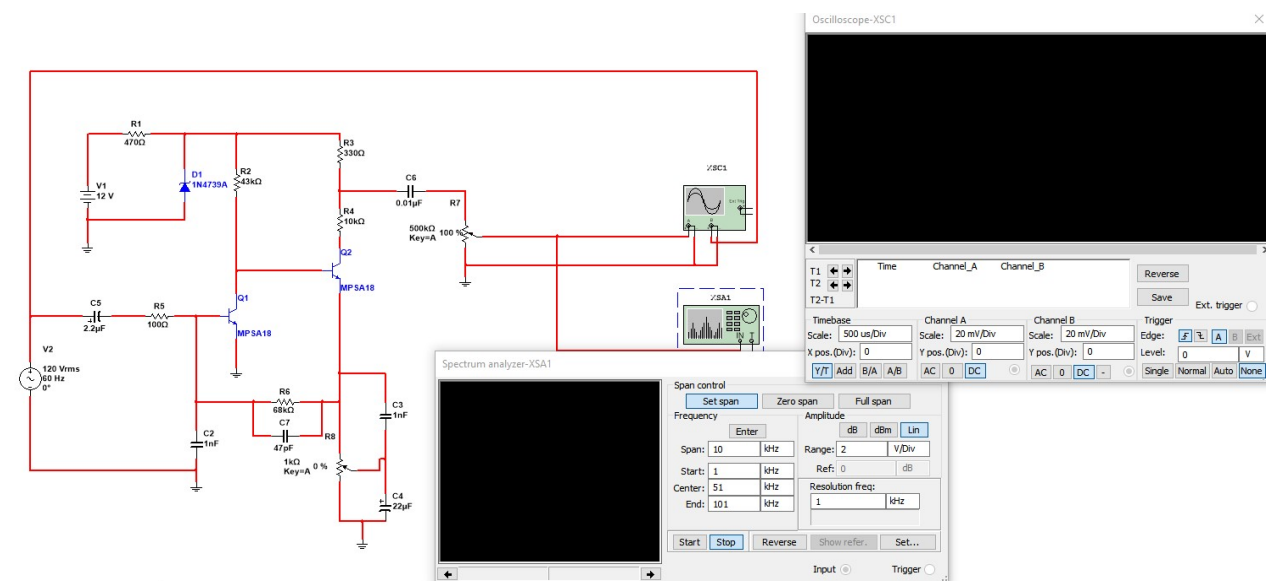 Oscilloscope-XSC1
R1
470Ω
R3
330Ω
D1
1N4739A
R2
43kΩ
V1
12 V
C6
0.01µF
R7
500kΩ
Key=A
100 %
XSC1
Ext Trig
A
B
R4
10kΩ
Q2
MPSA18
Q1
MPSA18
C5
2.2µF
R5
100Ω
XSA1
IN T
V2
120 Vrms
60 Hz
0°
R6
68kΩ
C7
47pF
C3
1nF
C2
1nF
R8
1kΩ
Key=A
0 %
C4
22µF
T1
T2
T2-T1
Time Channel_A Channel_B
Reverse
Save
Ext. trigger
Timebase
Scale: 500 us/Div
X pos.(Div): 0
Y/T Add B/A A/B
Channel A
Scale: 20 mV/Div
Y pos.(Div): 0
AC 0 DC
Channel B
Scale: 20 mV/Div
Y pos.(Div): 0
AC 0 DC -
Trigger
Edge: A B Ext
Level: 0 V
Single Normal Auto None
Spectrum analyzer-XSA1
Span control
Set span Zero span Full span
Frequency
Enter
Span: 10 kHz
Start: 1 kHz
Center: 51 kHz
End: 101 kHz
Amplitude
dB dBm Lin
Range: 2 V/Div
Ref: 0 dB
Resolution freq:
1 kHz
Start Stop Reverse Show refer. Set...
Input Trigger